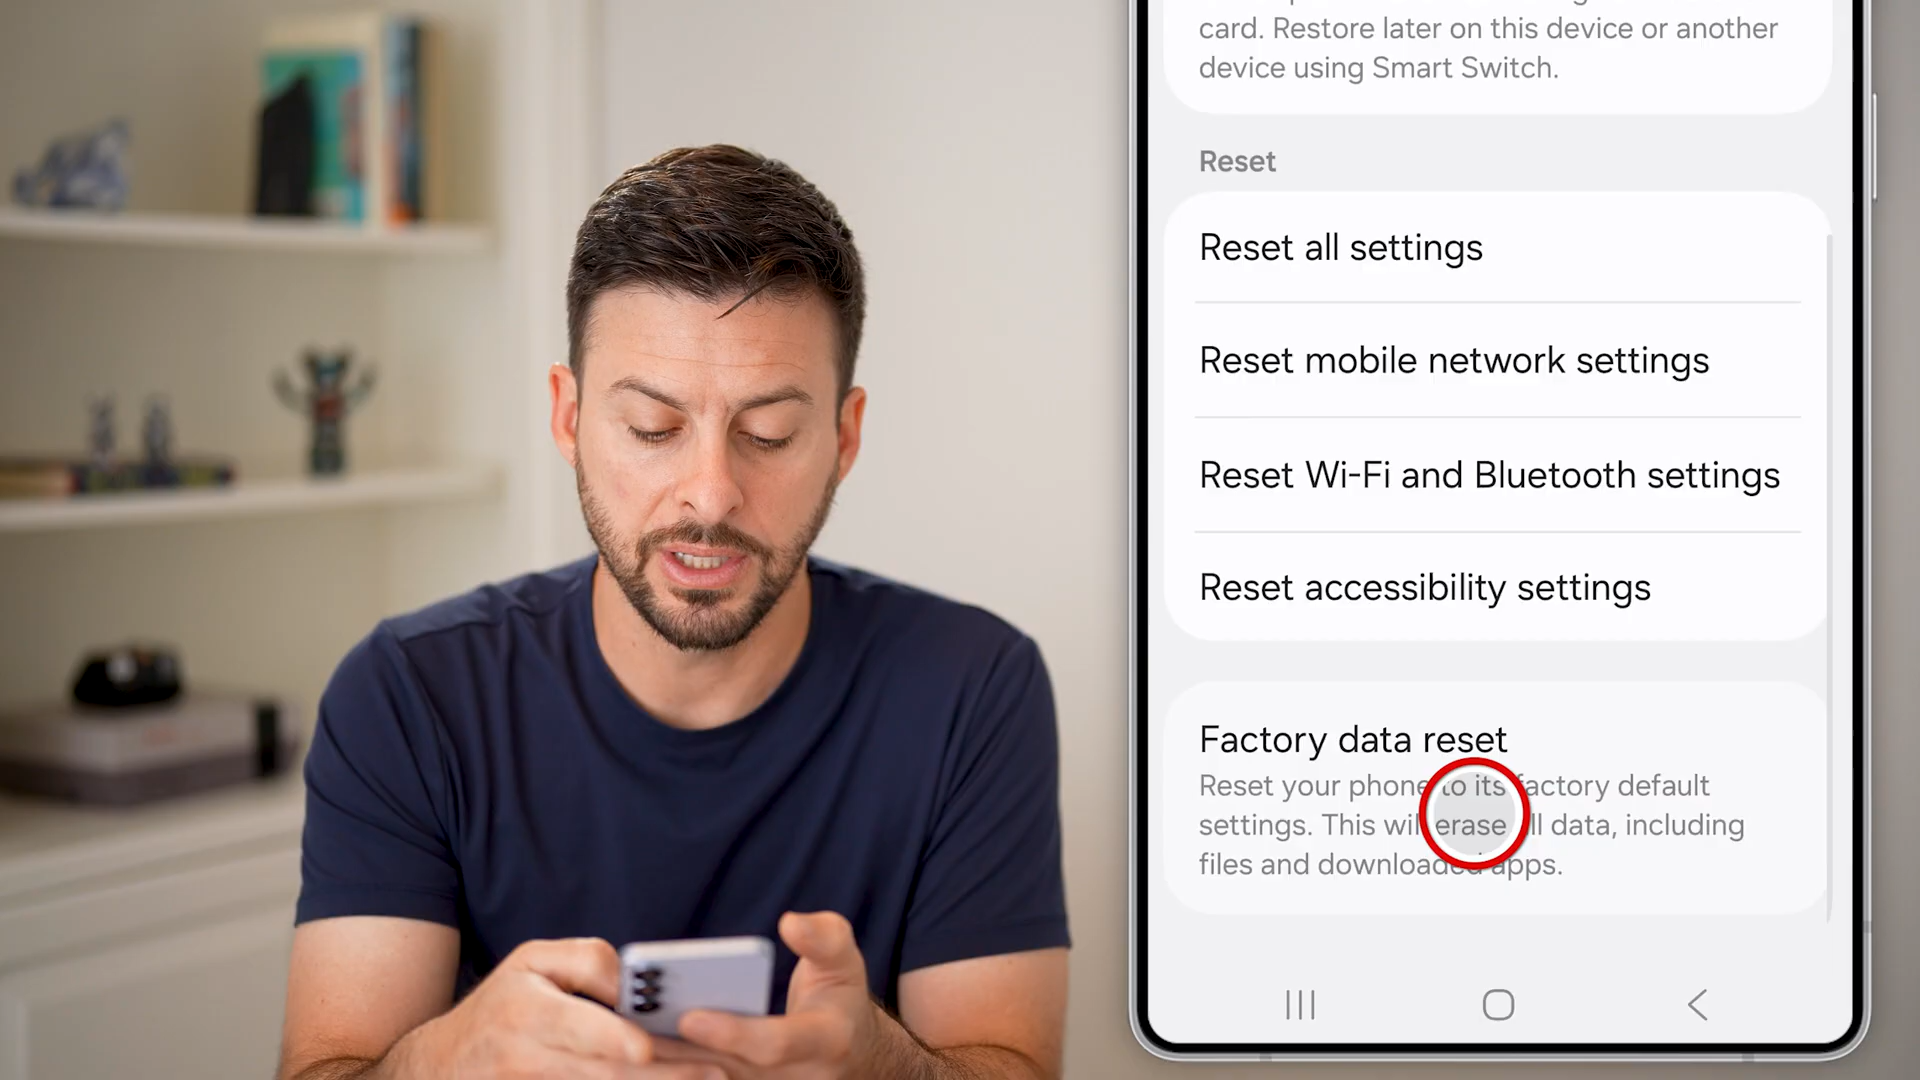 card. Restore later on this device or another
device using Smart Switch.
Reset
Reset all settings
Reset mobile network settings
Reset Wi-Fi and Bluetooth settings
Reset accessibility settings
Factory data reset
Reset your phone to its factory default
settings. This will erase all data, including
files and downloaded apps.